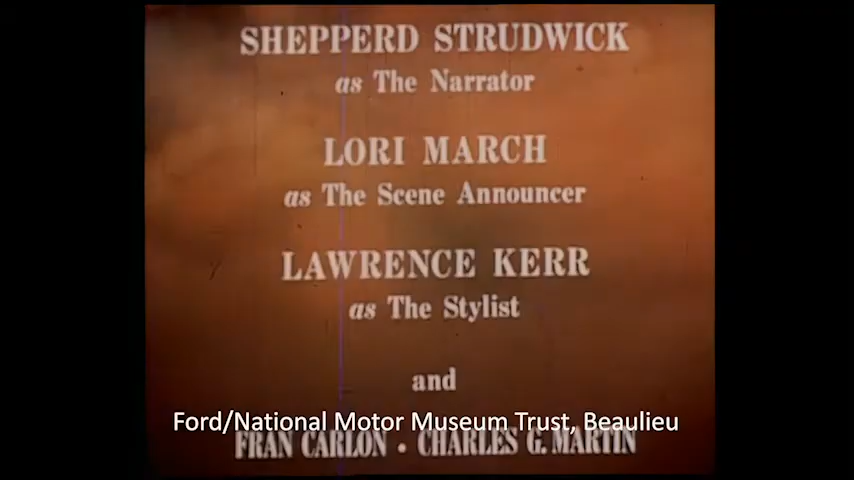 SHEPPERD STRUDWICK
as The Narrator
LORI MARCH
as The Scene Announcer
LAWRENCE KERR
as The Stylist
and
Ford/National Motor Museum Trust, Beaulieu
FRAN CARLON • CHARLES G. MARTIN